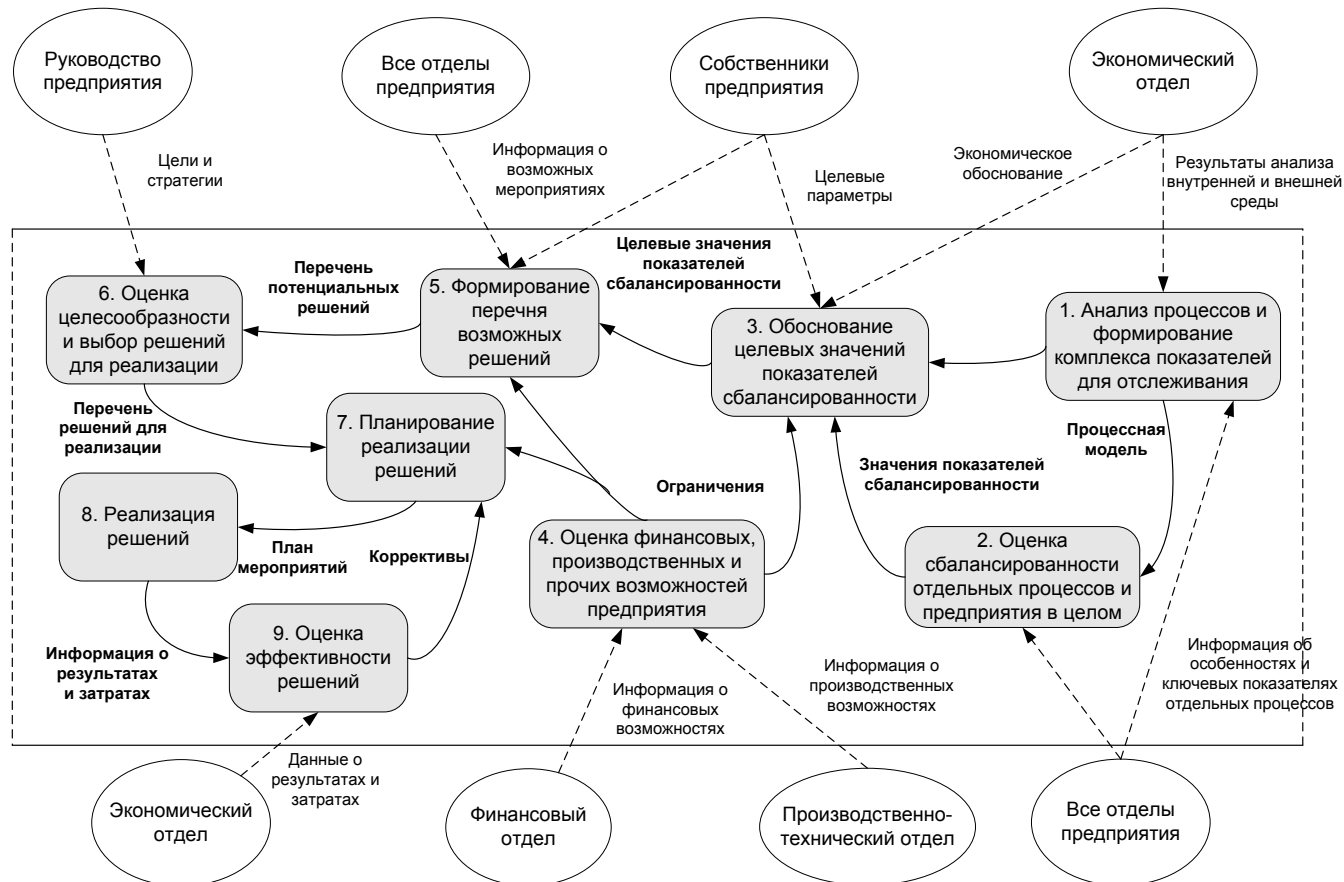 Руководство
предприятия
Все отделы
предприятия
Собственники
предприятия
Экономический
отдел
Цели и
стратегии
Информация о
возможных
мероприятиях
Целевые
параметры
Экономическое
обоснование
Результаты анализа
внутренней и внешней
среды
Перечень
потенциальных
решений
Целевые значения
показателей
сбалансированности
6. Оценка
целесообразности
и выбор решений
для реализации
5. Формирование
перечня
возможных
решений
3. Обоснование
целевых значений
показателей
сбалансированности
1. Анализ процессов и
формирование
комплекса показателей
для отслеживания
Перечень
решений для
реализации
7. Планирование
реализации
решений
Процессная
модель
Ограничения
Значения показателей
сбалансированности
8. Реализация
решений
План
мероприятий
Коррективы
4. Оценка финансовых,
производственных и
прочих возможностей
предприятия
2. Оценка
сбалансированности
отдельных процессов и
предприятия в целом
9. Оценка
эффективности
решений
Информация о
результатах
и затратах
Информация о
финансовых
возможностях
Информация о
производственных
возможностях
Информация об
особенностях и
ключевых показателях
отдельных процессов
Данные о
результатах и
затратах
Экономический
отдел
Финансовый
отдел
Производственно-
технический отдел
Все отделы
предприятия